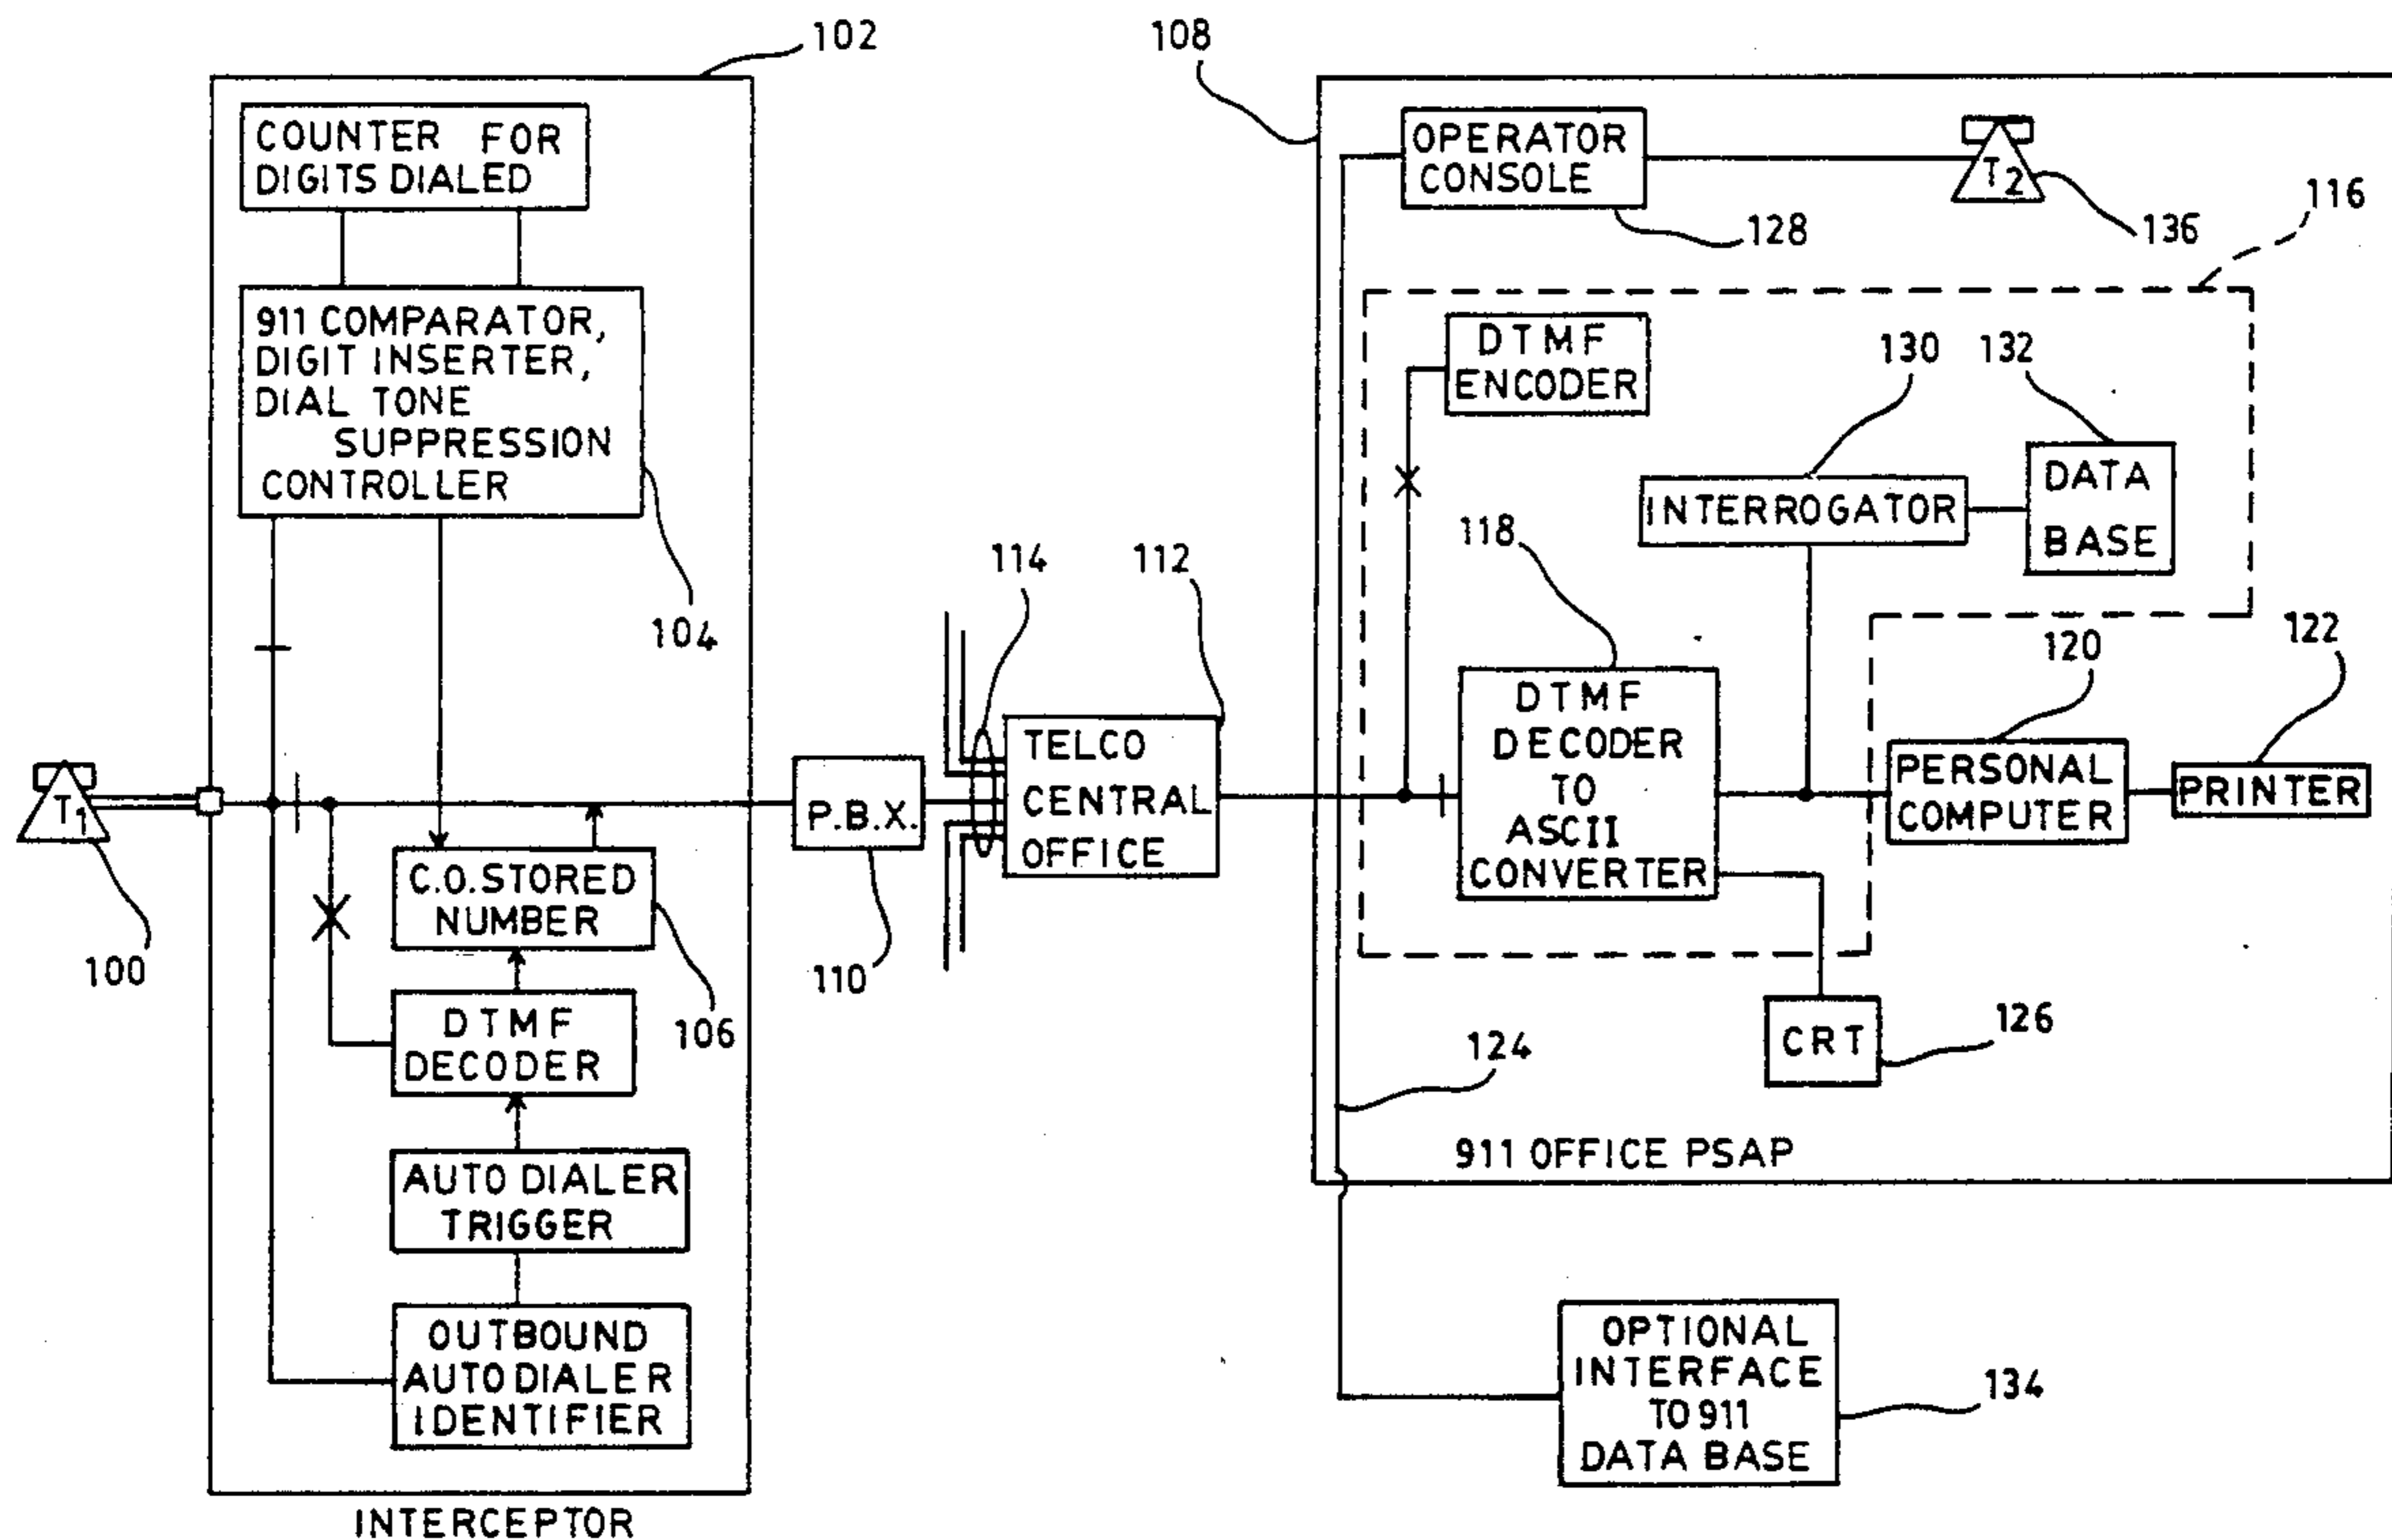 102
108
COUNTER FOR
DIGITS DIALED
911 COMPARATOR,
DIGIT INSERTER,
DIAL TONE
SUPPRESSION
CONTROLLER
104
T1
100
C.O. STORED
NUMBER
106
DTMF
DECODER
AUTO DIALER
TRIGGER
OUTBOUND
AUTO DIALER
IDENTIFIER
INTERCEPTOR
P.B.X.
110
114
112
TELCO
CENTRAL
OFFICE
OPERATOR
CONSOLE
128
T2
136
116
DTMF
ENCODER
130
132
INTERROGATOR
DATA
BASE
118
DTMF
DECODER
TO
ASCII
CONVERTER
120
122
PERSONAL
COMPUTER
PRINTER
CRT
126
124
911 OFFICE PSAP
OPTIONAL
INTERFACE
TO 911
DATA BASE
134